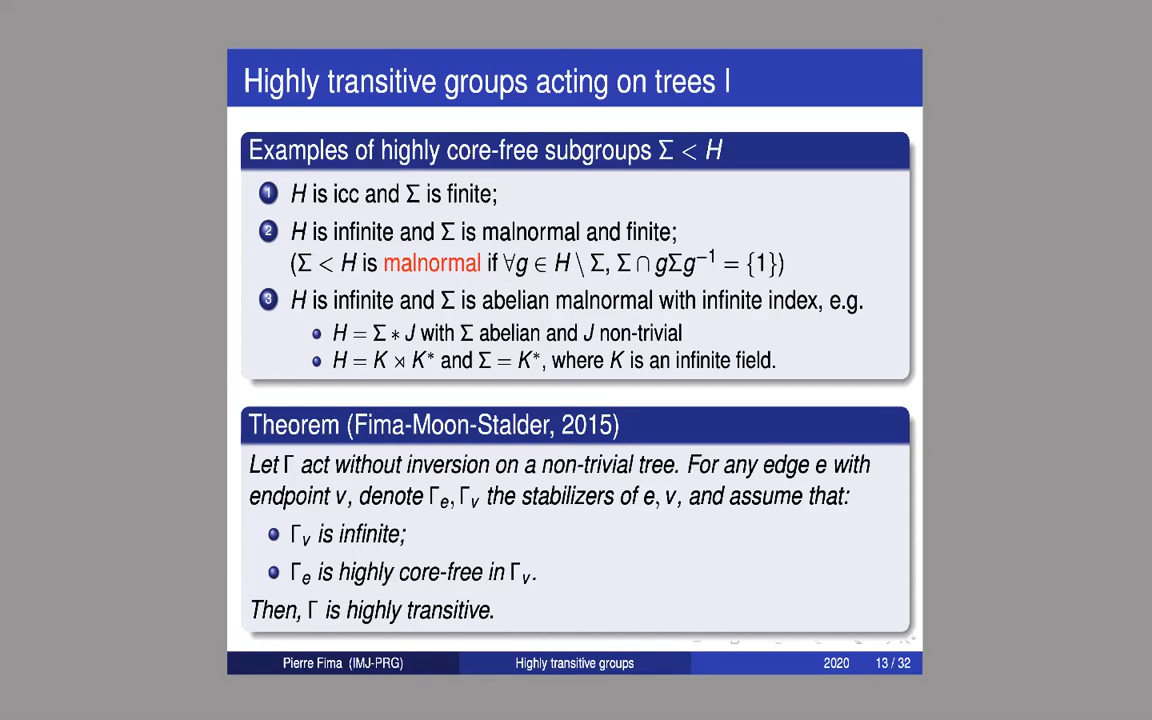 Highly transitive groups acting on trees I
Examples of highly core-free subgroups Σ < H
1 H is icc and Σ is finite;
2 H is infinite and Σ is malnormal and finite;
(Σ < H is malnormal if ∀g ∈ H \ Σ, Σ ∩ gΣg⁻¹ = {1})
3 H is infinite and Σ is abelian malnormal with infinite index, e.g.
• H = Σ ∗ J with Σ abelian and J non-trivial
• H = K ⋊ K* and Σ = K*, where K is an infinite field.
Theorem (Fima-Moon-Stalder, 2015)
Let Γ act without inversion on a non-trivial tree. For any edge e with
endpoint v, denote Γₑ, Γᵥ the stabilizers of e, v, and assume that:
• Γᵥ is infinite;
• Γₑ is highly core-free in Γᵥ.
Then, Γ is highly transitive.
Pierre Fima (IMJ-PRG) Highly transitive groups 2020 13 / 32